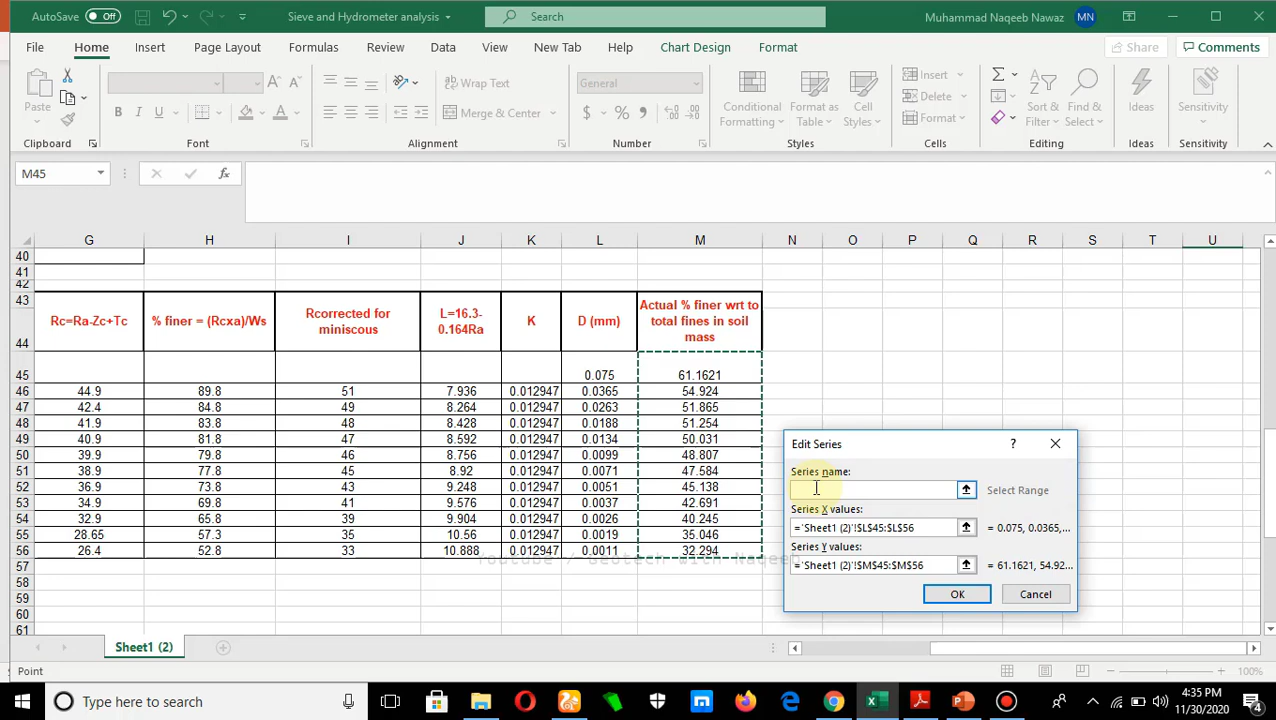 AutoSave Off Sieve and Hydrometer analysis Search Muhammad Naqeeb Nawaz MN
File Home Insert Page Layout Formulas Review Data View New Tab Help Chart Design Format Share Comments
Paste Wrap Text General Conditional Formatting Format as Table Cell Styles Insert Sort & Filter Find & Select Ideas Sensitivity
B I U Merge & Center $ % Delete
Format
Clipboard Font Alignment Number Styles Cells Editing Ideas Sensitivity
M45 fx
G H I J K L M N O P Q R S T U
40
41
42
43
44 Rc=Ra-Zc+Tc % finer = (Rcxa)/Ws Rcorrected for miniscous L=16.3-0.164Ra K D (mm) Actual % finer wrt to total fines in soil mass
45 0.075 61.1621
46 44.9 89.8 51 7.936 0.012947 0.0365 54.924
47 42.4 84.8 49 8.264 0.012947 0.0263 51.865
48 41.9 83.8 48 8.428 0.012947 0.0188 51.254
49 40.9 81.8 47 8.592 0.012947 0.0134 50.031
50 39.9 79.8 46 8.756 0.012947 0.0099 48.807
51 38.9 77.8 45 8.92 0.012947 0.0071 47.584
52 36.9 73.8 43 9.248 0.012947 0.0051 45.138
53 34.9 69.8 41 9.576 0.012947 0.0037 42.691
54 32.9 65.8 39 9.904 0.012947 0.0026 40.245
55 28.65 57.3 35 10.56 0.012947 0.0019 35.046
56 26.4 52.8 33 10.888 0.012947 0.0011 32.294
57
58
59
60
61
Youtube / Geotech with Naqeeb
Edit Series ?
Series name:
Select Range
Series X values:
='Sheet1 (2)'!$L$45:$L$56 = 0.075, 0.0365,...
Series Y values:
='Sheet1 (2)'!$M$45:$M$56 = 61.1621, 54.92...
OK Cancel
Sheet1 (2)
Point 100%
Type here to search 4:35 PM
11/30/2020 4